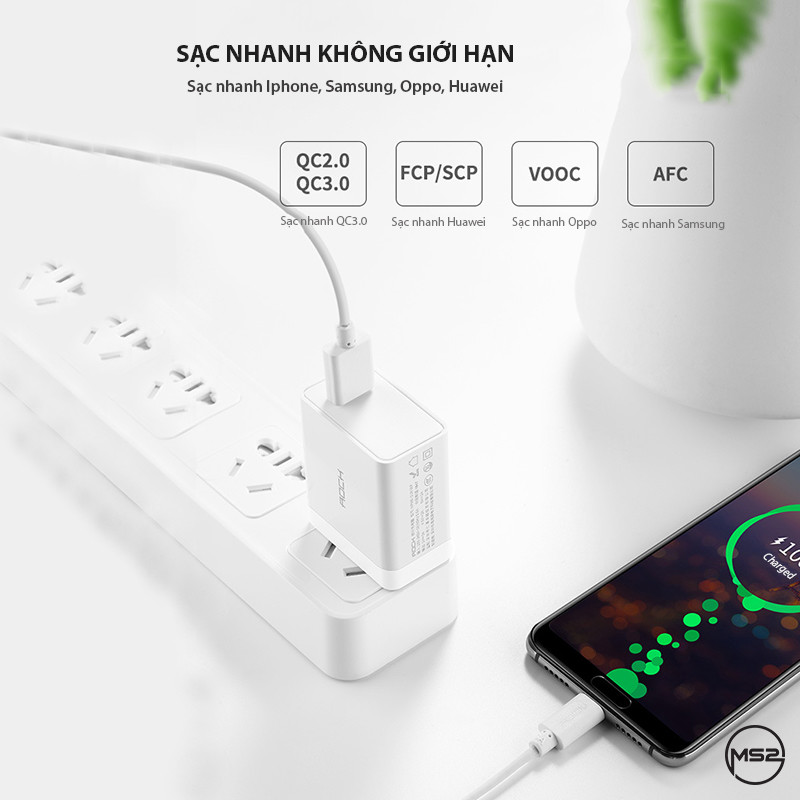 SẠC NHANH KHÔNG GIỚI HẠN
Sạc nhanh Iphone, Samsung, Oppo, Huawei
QC2.0
QC3.0
FCP/SCP
VOOC
AFC
Sạc nhanh QC3.0
Sạc nhanh Huawei
Sạc nhanh Oppo
Sạc nhanh Samsung
Charged
MS2